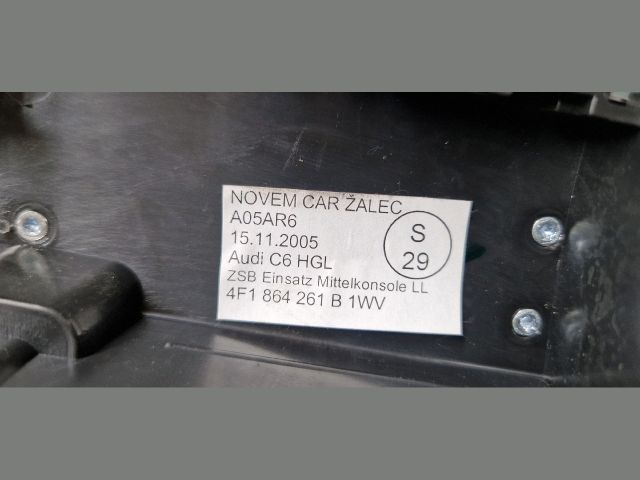 NOVEM CAR ŽALEC
A05AR6
15.11.2005
Audi C6 HGL
ZSB Einsatz Mittelkonsole LL
4F1 864 261 B 1WV
S
29